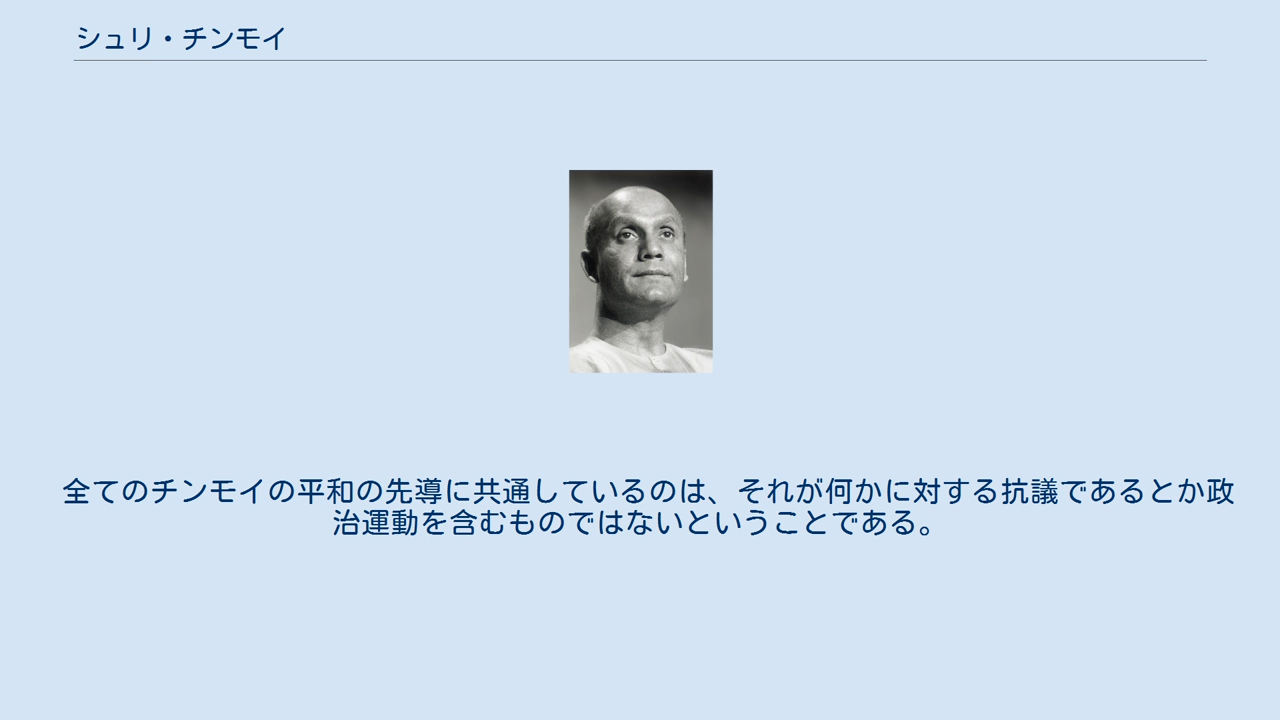 シュリ・チンモイ
全てのチンモイの平和の先導に共通しているのは、それが何かに対する抗議であるとか政
治運動を含むものではないということである。